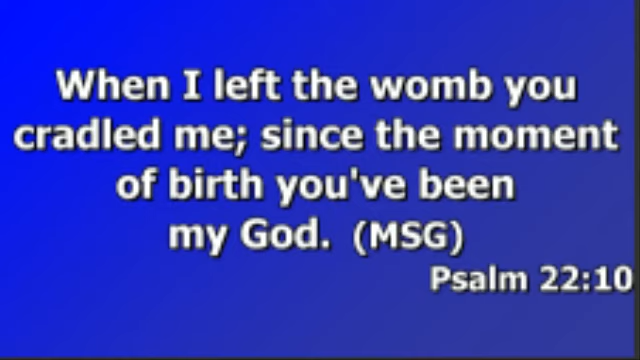 When I left the womb you
cradled me; since the moment
of birth you've been
my God. (MSG)
Psalm 22:10